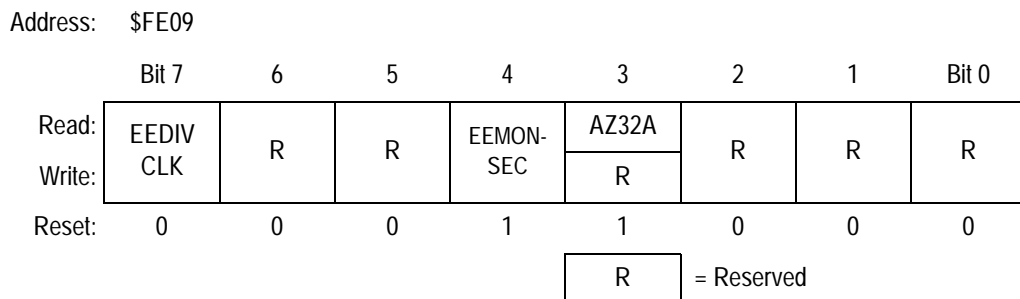 Address: $FE09
Bit 7 6 5 4 3 2 1 Bit 0
Read: EEDIV CLK R R EEMON-SEC AZ32A R R R
Write: R
Reset: 0 0 0 1 1 0 0 0
R = Reserved